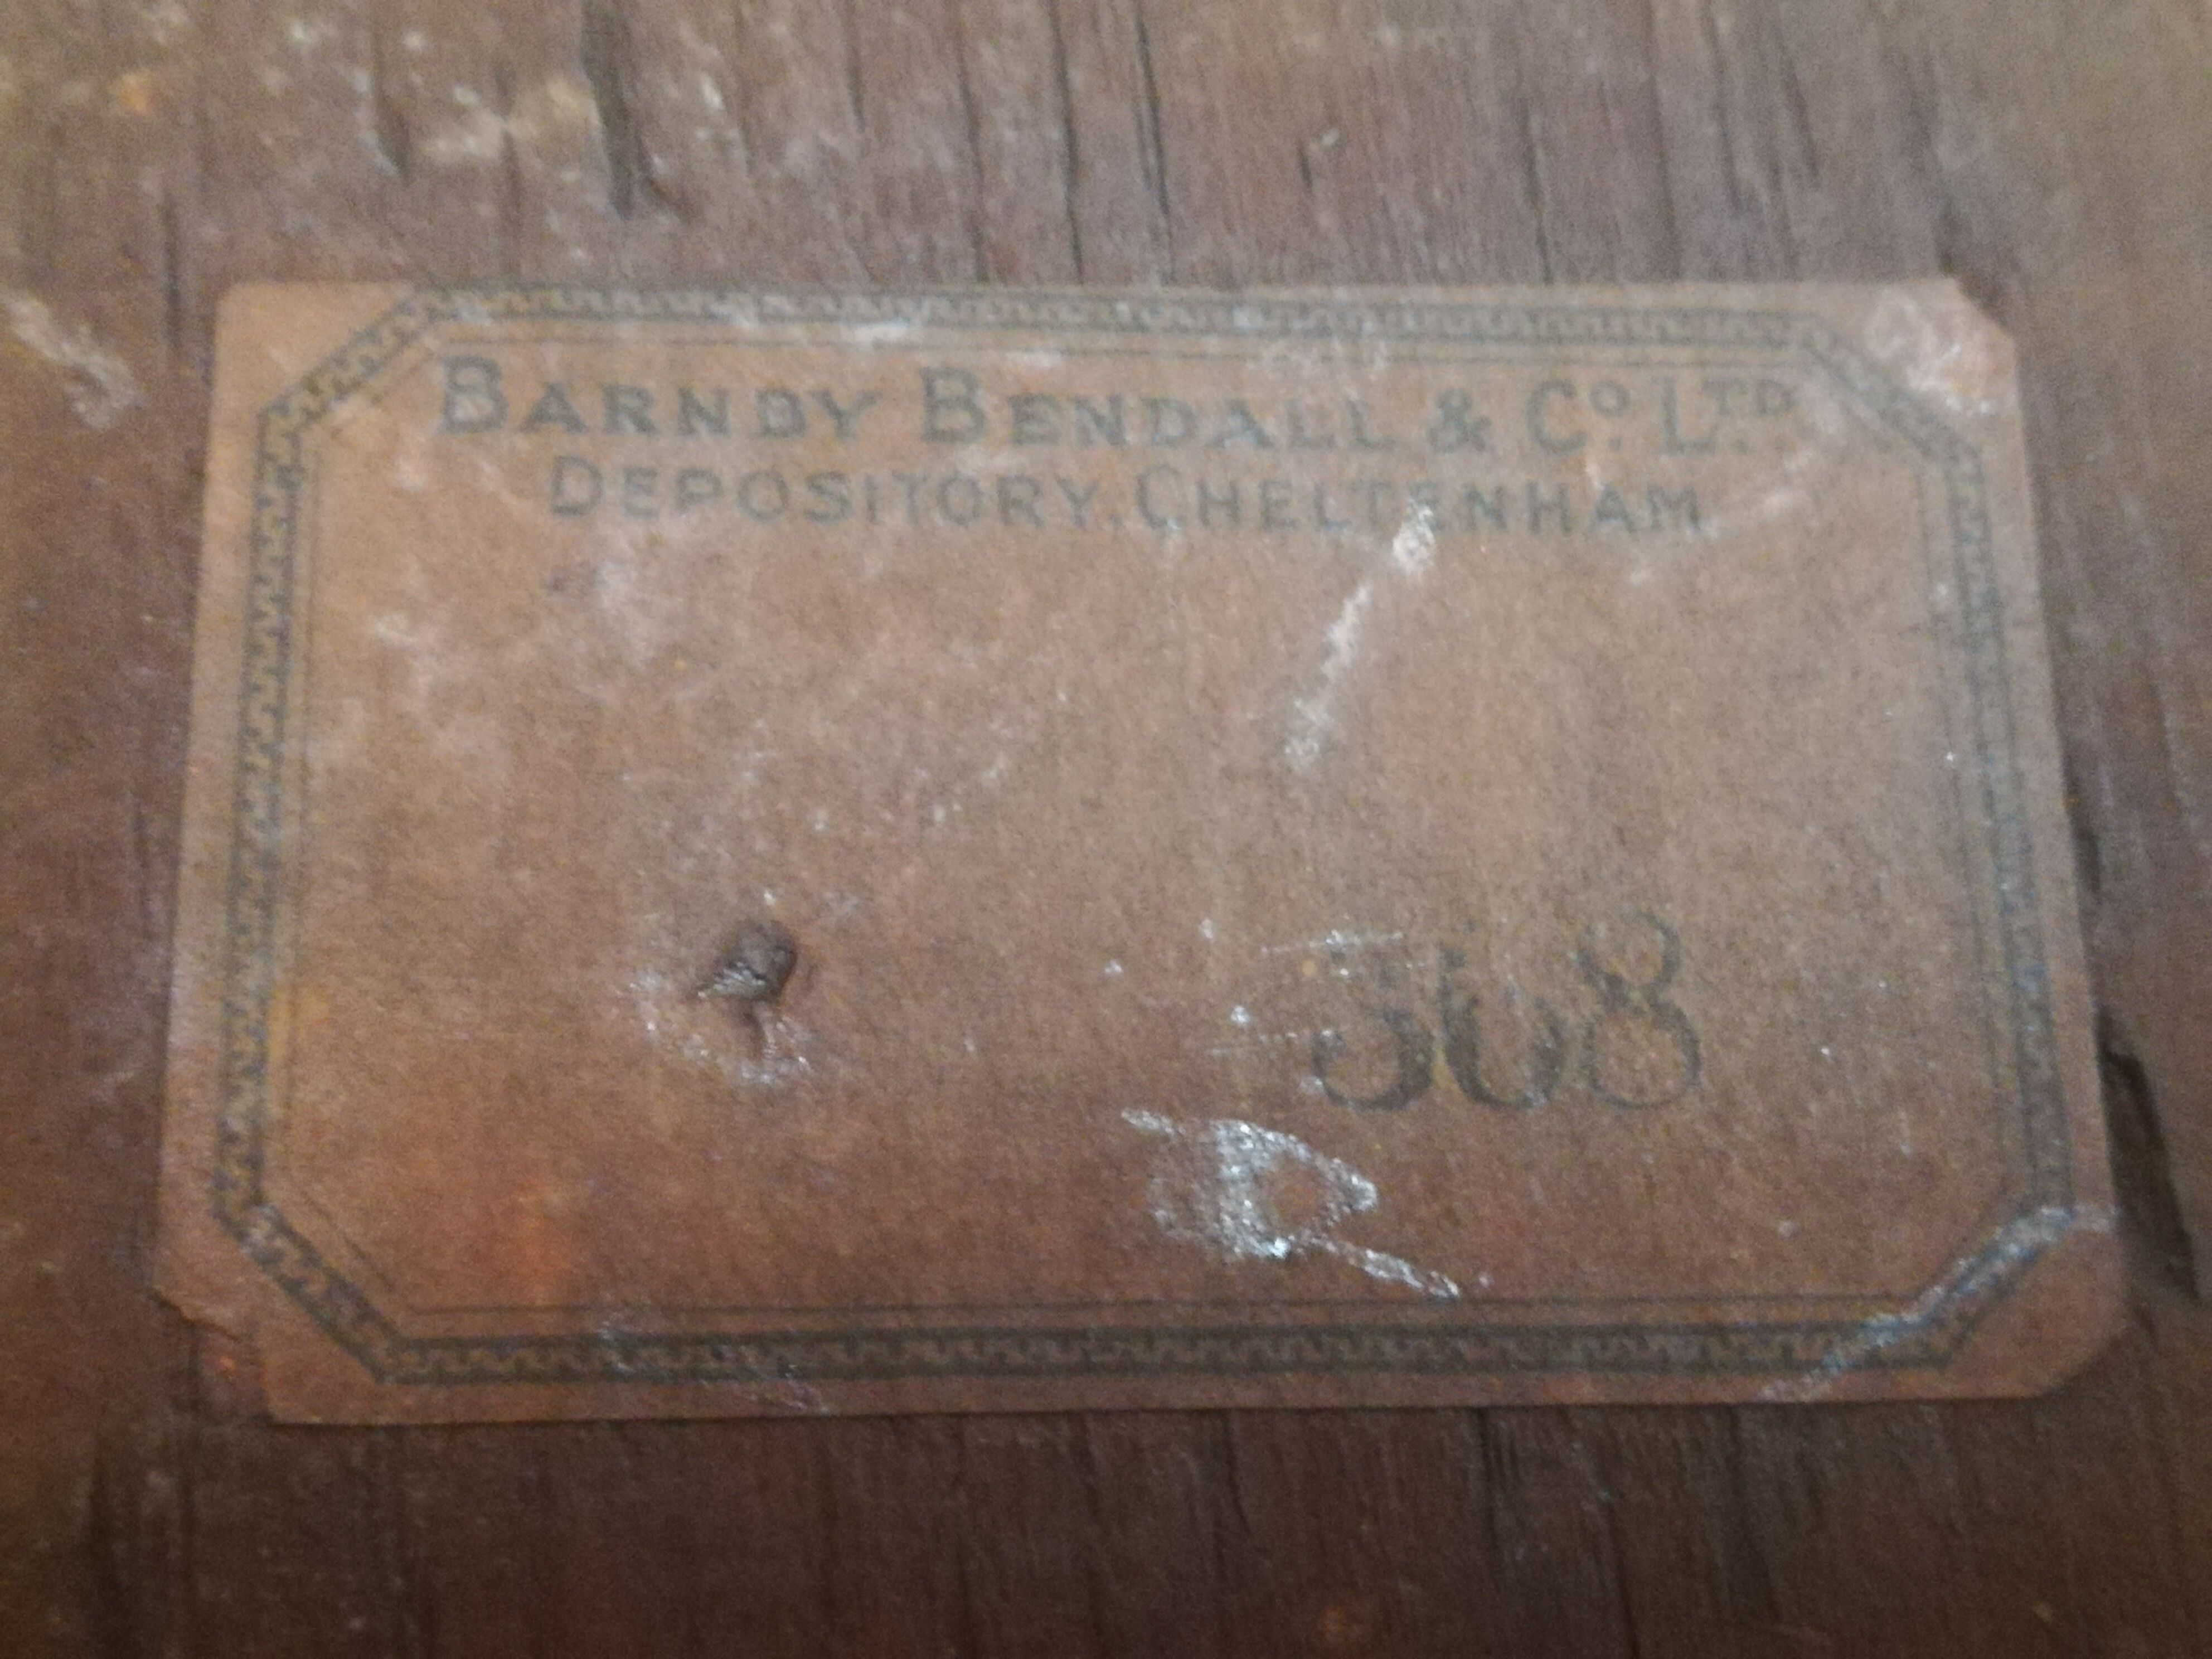 BARNBY BENDALL & Co. LTD
DEPOSITORY, CHELTENHAM
368